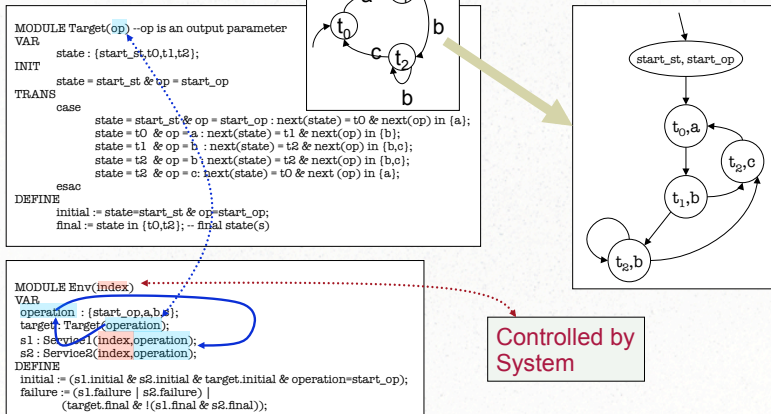 MODULE Target(op) --op is an output parameter
VAR
state : {start_st,t0,t1,t2};
INIT
state = start_st & op = start_op
TRANS
case
state = start_st & op = start_op : next(state) = t0 & next(op) in {a};
state = t0 & op = a : next(state) = t1 & next(op) in {b};
state = t1 & op = b : next(state) = t2 & next(op) in {b,c};
state = t2 & op = b : next(state) = t2 & next(op) in {b,c};
state = t2 & op = c: next(state) = t0 & next (op) in {a};
esac
DEFINE
initial := state=start_st & op=start_op;
final := state in {t0,t2}; -- final state(s)
a
t0
b
c
t2
b
start_st, start_op
t0,a
t2,c
t1,b
t2,b
MODULE Env(index)
VAR
operation : {start_op,a,b,c};
target : Target(operation);
s1 : Service1(index,operation);
s2 : Service2(index,operation);
DEFINE
initial := (s1.initial & s2.initial & target.initial & operation=start_op);
failure := (s1.failure | s2.failure) |
(target.final & !(s1.final & s2.final));
Controlled by
System